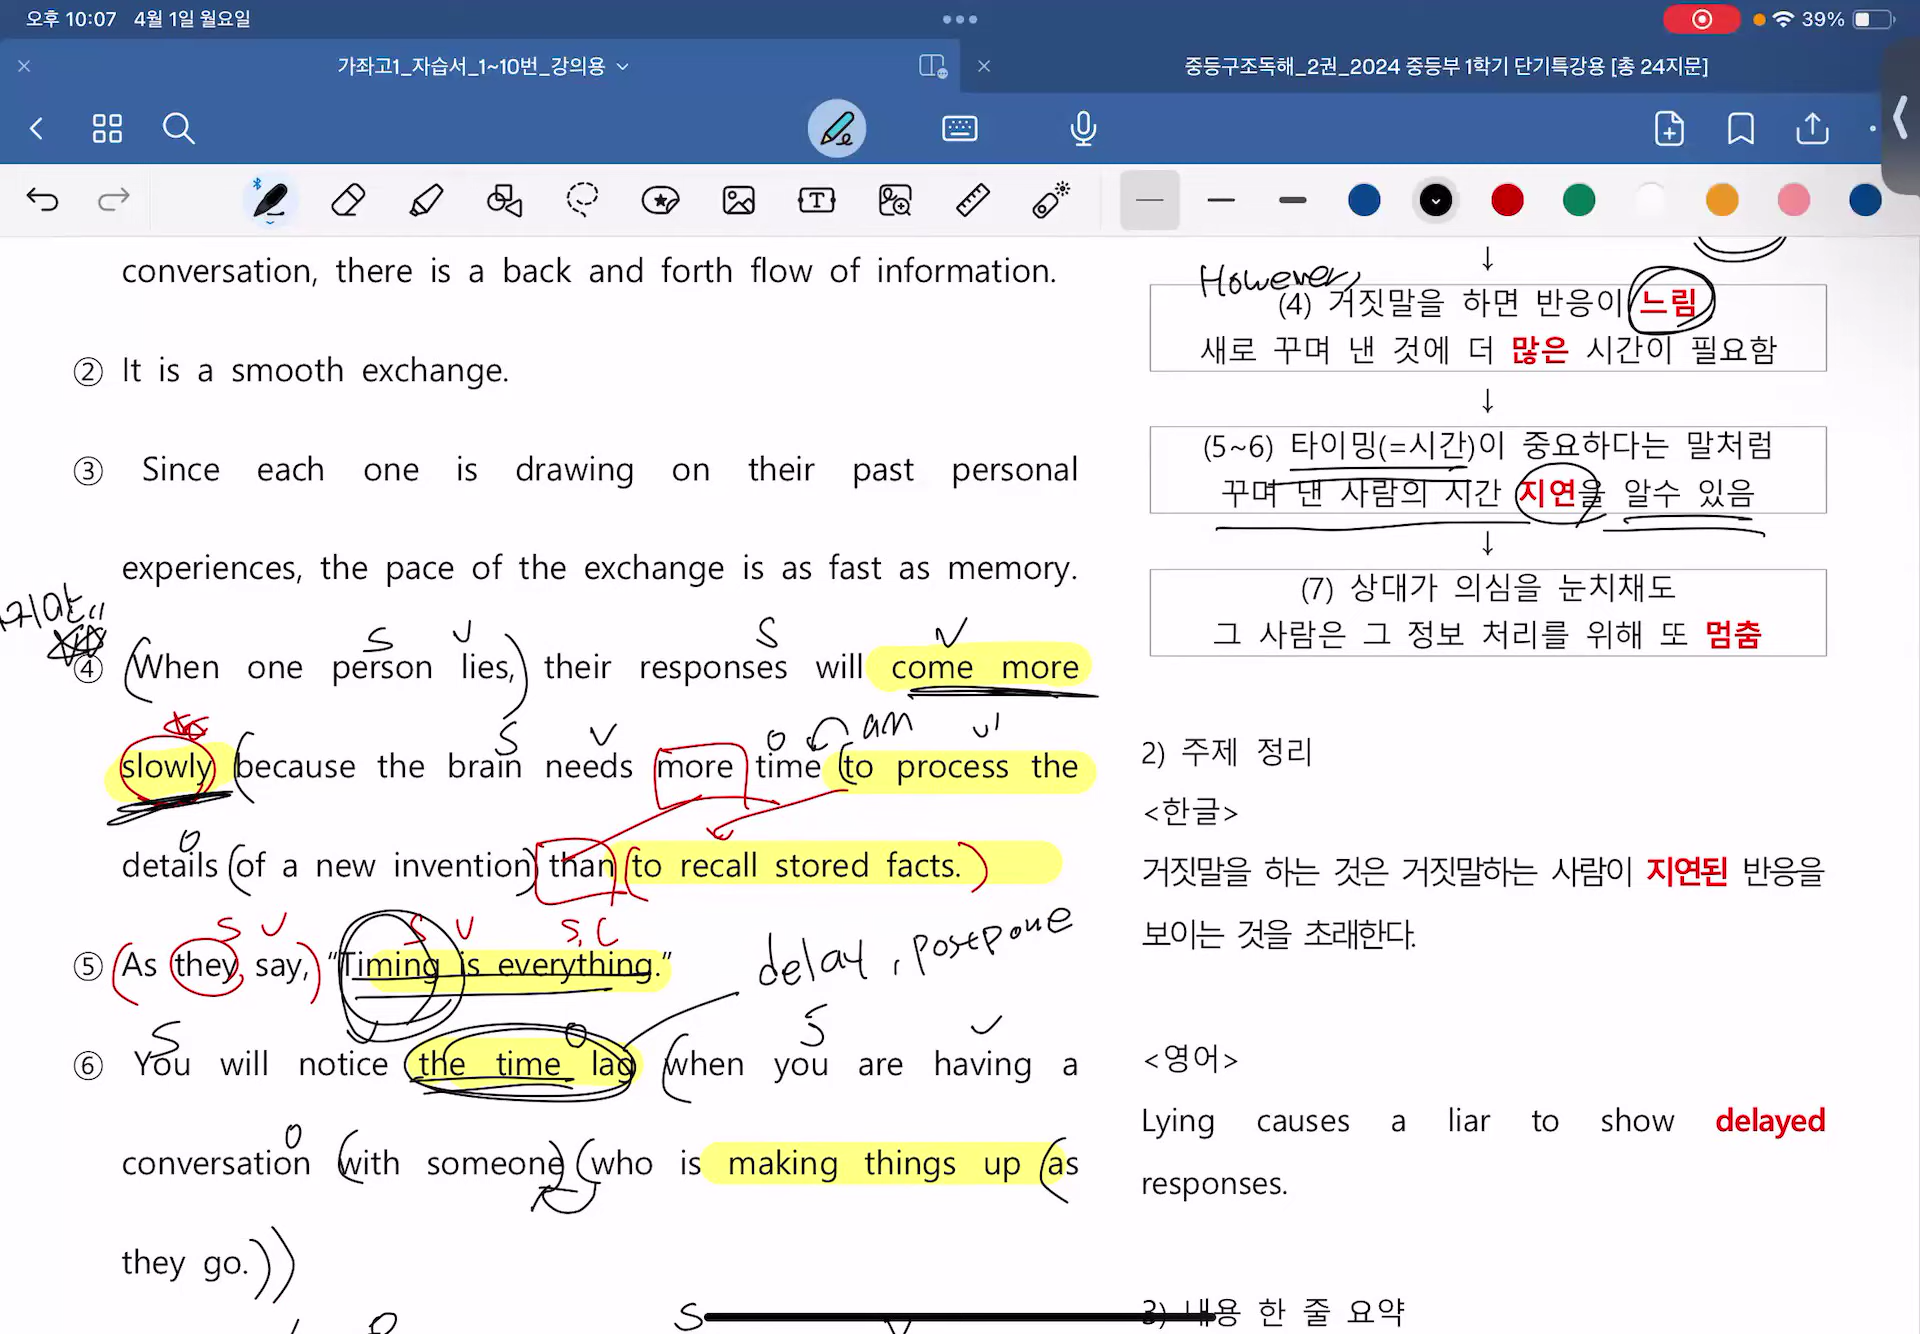 오후 10:07 4월 1일 월요일
39%
가좌고1_자습서_1~10번_강의용
중등구조독해_2권_2024 중등부 1학기 단기특강용 [총 24지문]
conversation, there is a back and forth flow of information.
② It is a smooth exchange.
③ Since each one is drawing on their past personal
experiences, the pace of the exchange is as fast as memory.
S V S V
④ (When one person lies,) their responses will come more
S V O an V'
slowly (because the brain needs more time (to process the
O
details (of a new invention) than (to recall stored facts.)
S V S V S.C
delay, postpone
⑤ (As they say,) “Timing is everything.”
S V O S V
⑥ You will notice the time lag (when you are having a
O
conversation (with someone) (who is making things up (as
they go.))
S V
↓
However,
(4) 거짓말을 하면 반응이 느림
새로 꾸며 낸 것에 더 많은 시간이 필요함
↓
(5~6) 타이밍(=시간)이 중요하다는 말처럼
꾸며 낸 사람의 시간 지연을 알수 있음
↓
(7) 상대가 의심을 눈치채도
그 사람은 그 정보 처리를 위해 또 멈춤
2) 주제 정리
<한글>
거짓말을 하는 것은 거짓말하는 사람이 지연된 반응을
보이는 것을 초래한다.
<영어>
Lying causes a liar to show delayed
responses.
3) 내용 한 줄 요약